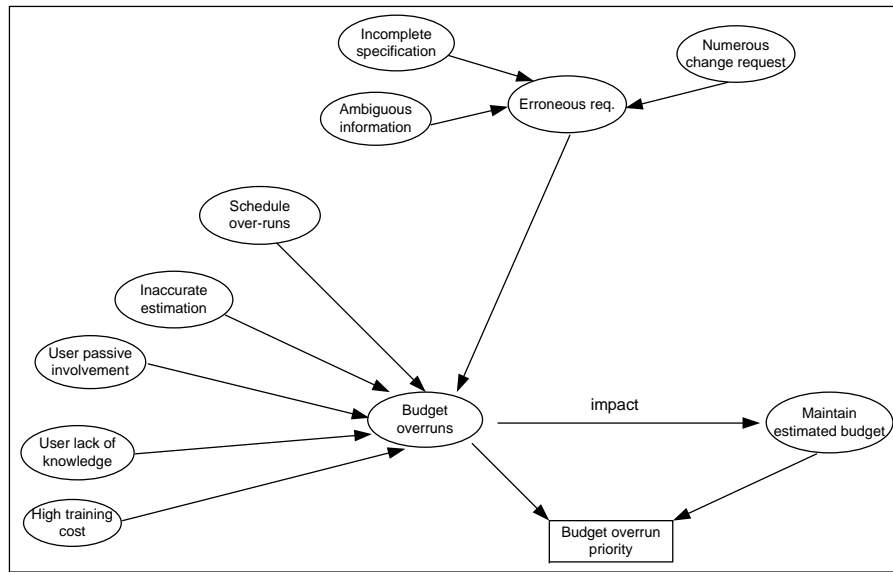 Incomplete
specification
Numerous
change request
Erroneous req.
Ambiguous
information
Schedule
over-runs
Inaccurate
estimation
User passive
involvement
Budget
overruns
impact
Maintain
estimated budget
User lack of
knowledge
High training
cost
Budget overrun
priority